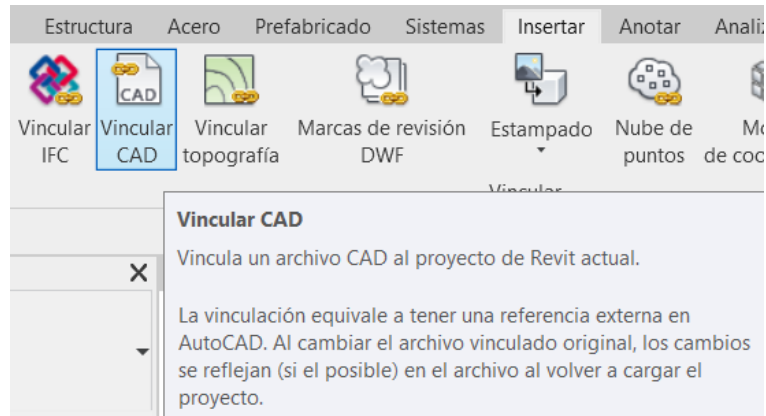 Estructura Acero Prefabricado Sistemas Insertar Anotar
CAD
Vincular IFC
Vincular CAD
Vincular topografía
Marcas de revisión DWF
Estampado
Nube de puntos
de
Vincular CAD
Vincula un archivo CAD al proyecto de Revit actual.
La vinculación equivale a tener una referencia externa en
AutoCAD. Al cambiar el archivo vinculado original, los cambios
se reflejan (si el posible) en el archivo al volver a cargar el
proyecto.